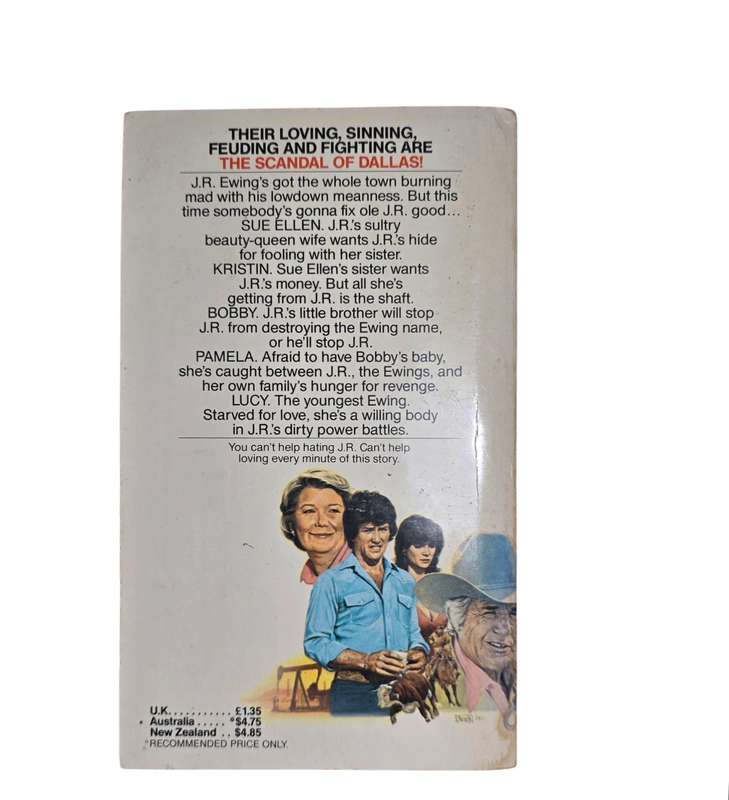 THEIR LOVING, SINNING,
FEUDING AND FIGHTING ARE
THE SCANDAL OF DALLAS!
J.R. Ewing's got the whole town burning
mad with his lowdown meanness. But this
time somebody's gonna fix ole J.R. good...
SUE ELLEN. J.R.'s sultry
beauty-queen wife wants J.R.'s hide
for fooling with her sister.
KRISTIN. Sue Ellen's sister wants
J.R.'s money. But all she's
getting from J.R. is the shaft.
BOBBY. J.R.'s little brother will stop
J.R. from destroying the Ewing name,
or he'll stop J.R.
PAMELA. Afraid to have Bobby's baby,
she's caught between J.R., the Ewings, and
her own family's hunger for revenge.
LUCY. The youngest Ewing.
Starved for love, she's a willing body
in J.R.'s dirty power battles.
You can't help hating J.R. Can't help
loving every minute of this story.
U.K. .......... £1.35
Australia ..... *$4.75
New Zealand .. $4.85
*RECOMMENDED PRICE ONLY.